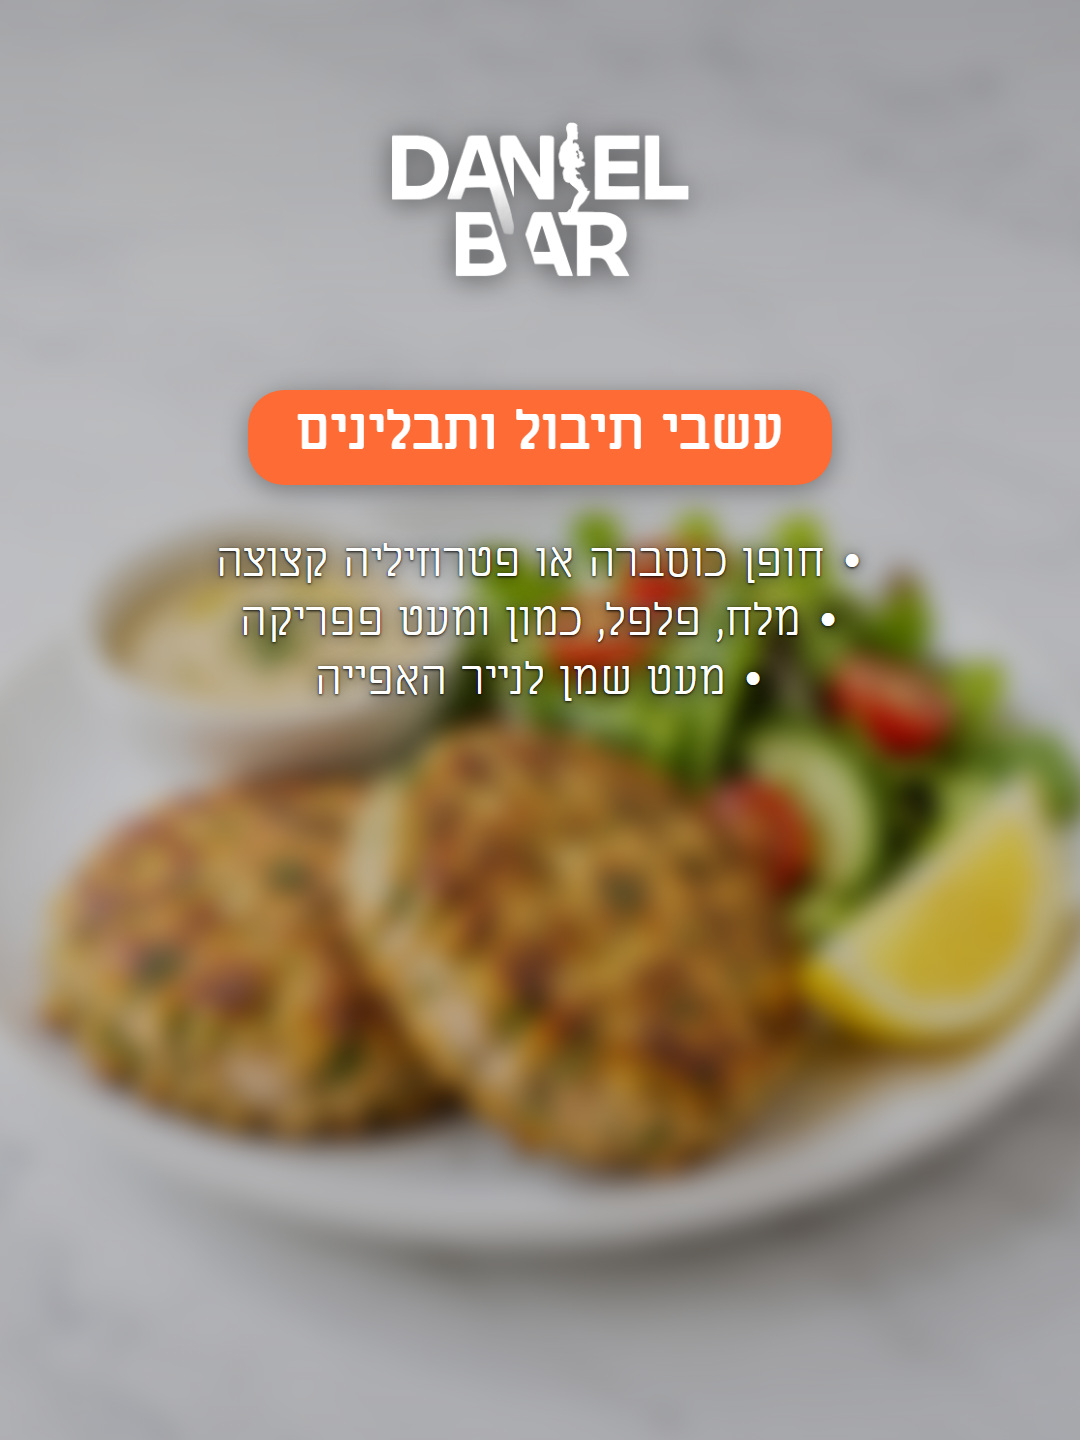 DANIEL
BAR
עשבי תיבול ותבלינים
• חופן כוסברה או פטרוזיליה קצוצה
• מלח, פלפל, כמון ומעט פפריקה
• מעט שמן לנייר האפייה